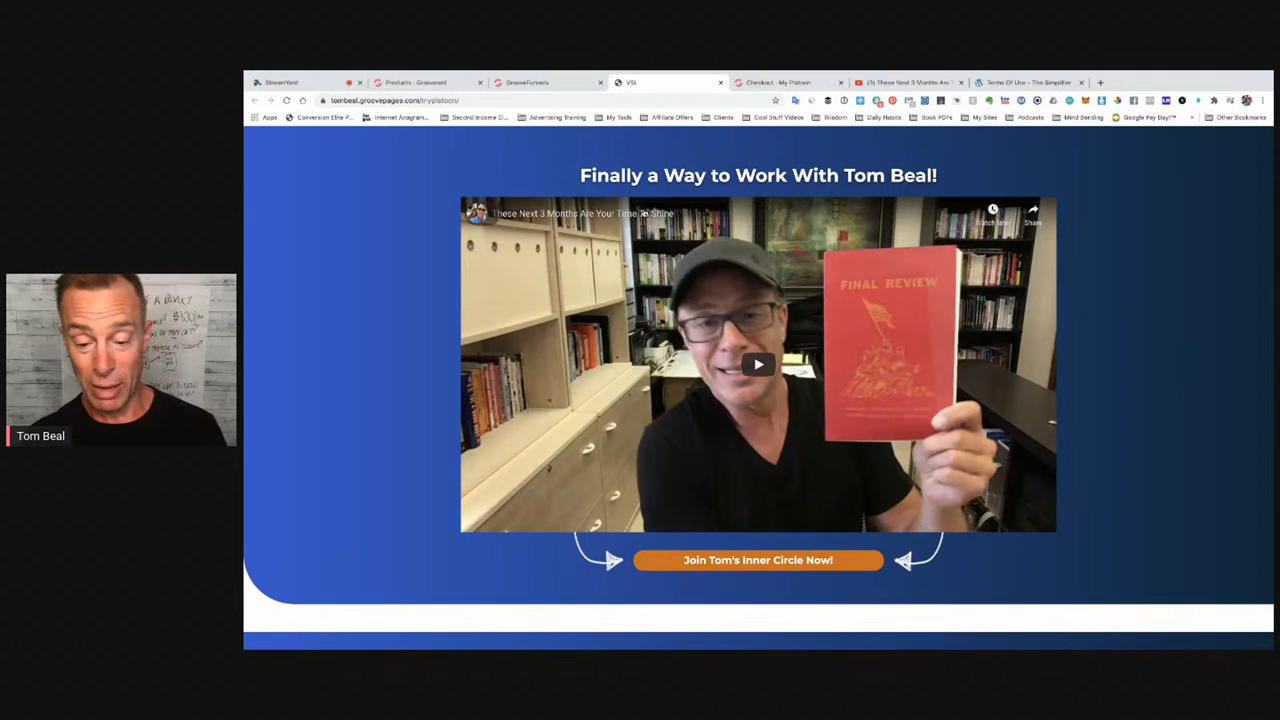 StreamYard
Products - Groovesell
GrooveFunnels
VSL
Checkout - My Platoon
(3) These Next 3 Months Are
Terms Of Use - The Simplifier
tombeal.groovepages.com/myplatoon/
Apps
Conversion Elite P...
Internet Anagram...
Second Income Cl...
Advertising Training
My Tools
Affiliate Offers
Clients
Cool Stuff Videos
Wisdom
Daily Habits
Book PDFs
My Sites
Podcasts
Mind Bending
Google Pay Day!™
Other Bookmarks
Finally a Way to Work With Tom Beal!
These Next 3 Months Are Your Time To Shine
Watch later
Share
FINAL REVIEW
Tom Beal
Join Tom's Inner Circle Now!